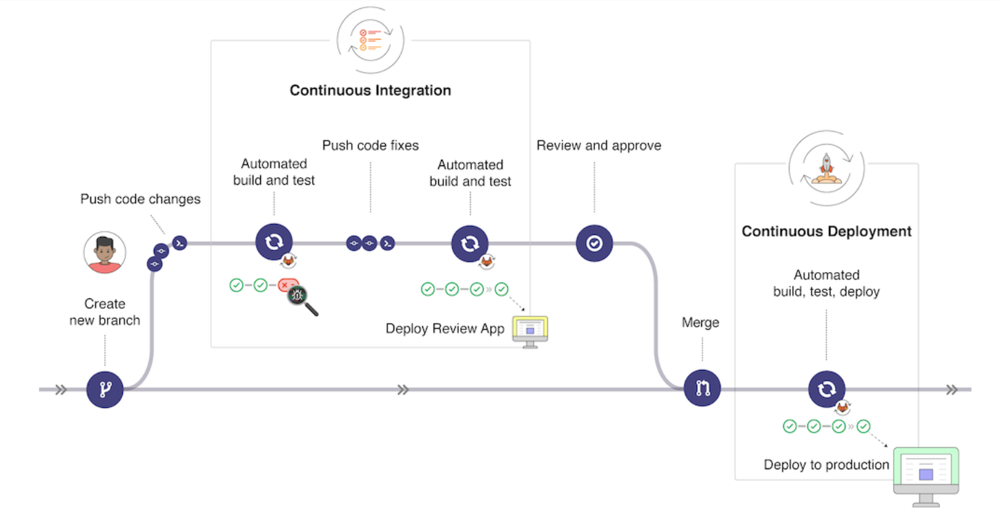 Continuous Integration
Push code fixes
Review and approve
Automated
build and test
Automated
build and test
Push code changes
Continuous Deployment
Automated
build, test, deploy
Create
new branch
Deploy Review App
Merge
Deploy to production